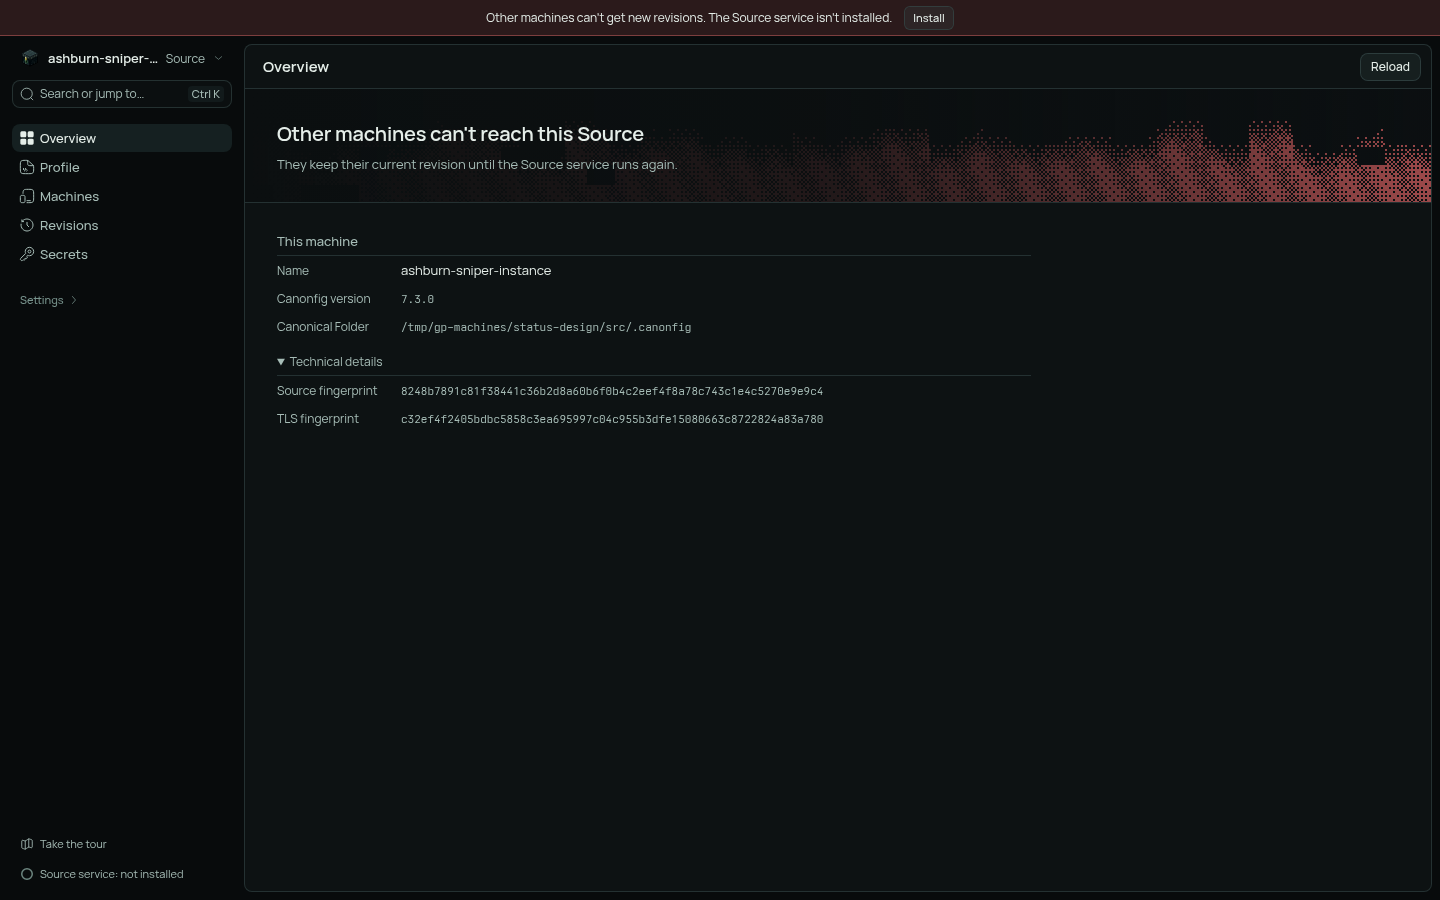 Other machines can't get new revisions. The Source service isn't installed. Install
ashburn-sniper-... Source
Search or jump to... Ctrl K
Overview
Profile
Machines
Revisions
Secrets
Settings
Take the tour
Source service: not installed
Overview
Reload
Other machines can't reach this Source
They keep their current revision until the Source service runs again.
This machine
Name ashburn-sniper-instance
Canonfig version 7.3.0
Canonical Folder /tmp/gp-machines/status-design/src/.canonfig
Technical details
Source fingerprint 8248b7891c81f38441c36b2d8a60b6f0b4c2eef4f8a78c743c1e4c5270e9e9c4
TLS fingerprint c32ef4f2405bdbc5858c3ea695997c04c955b3dfe15080663c8722824a83a780